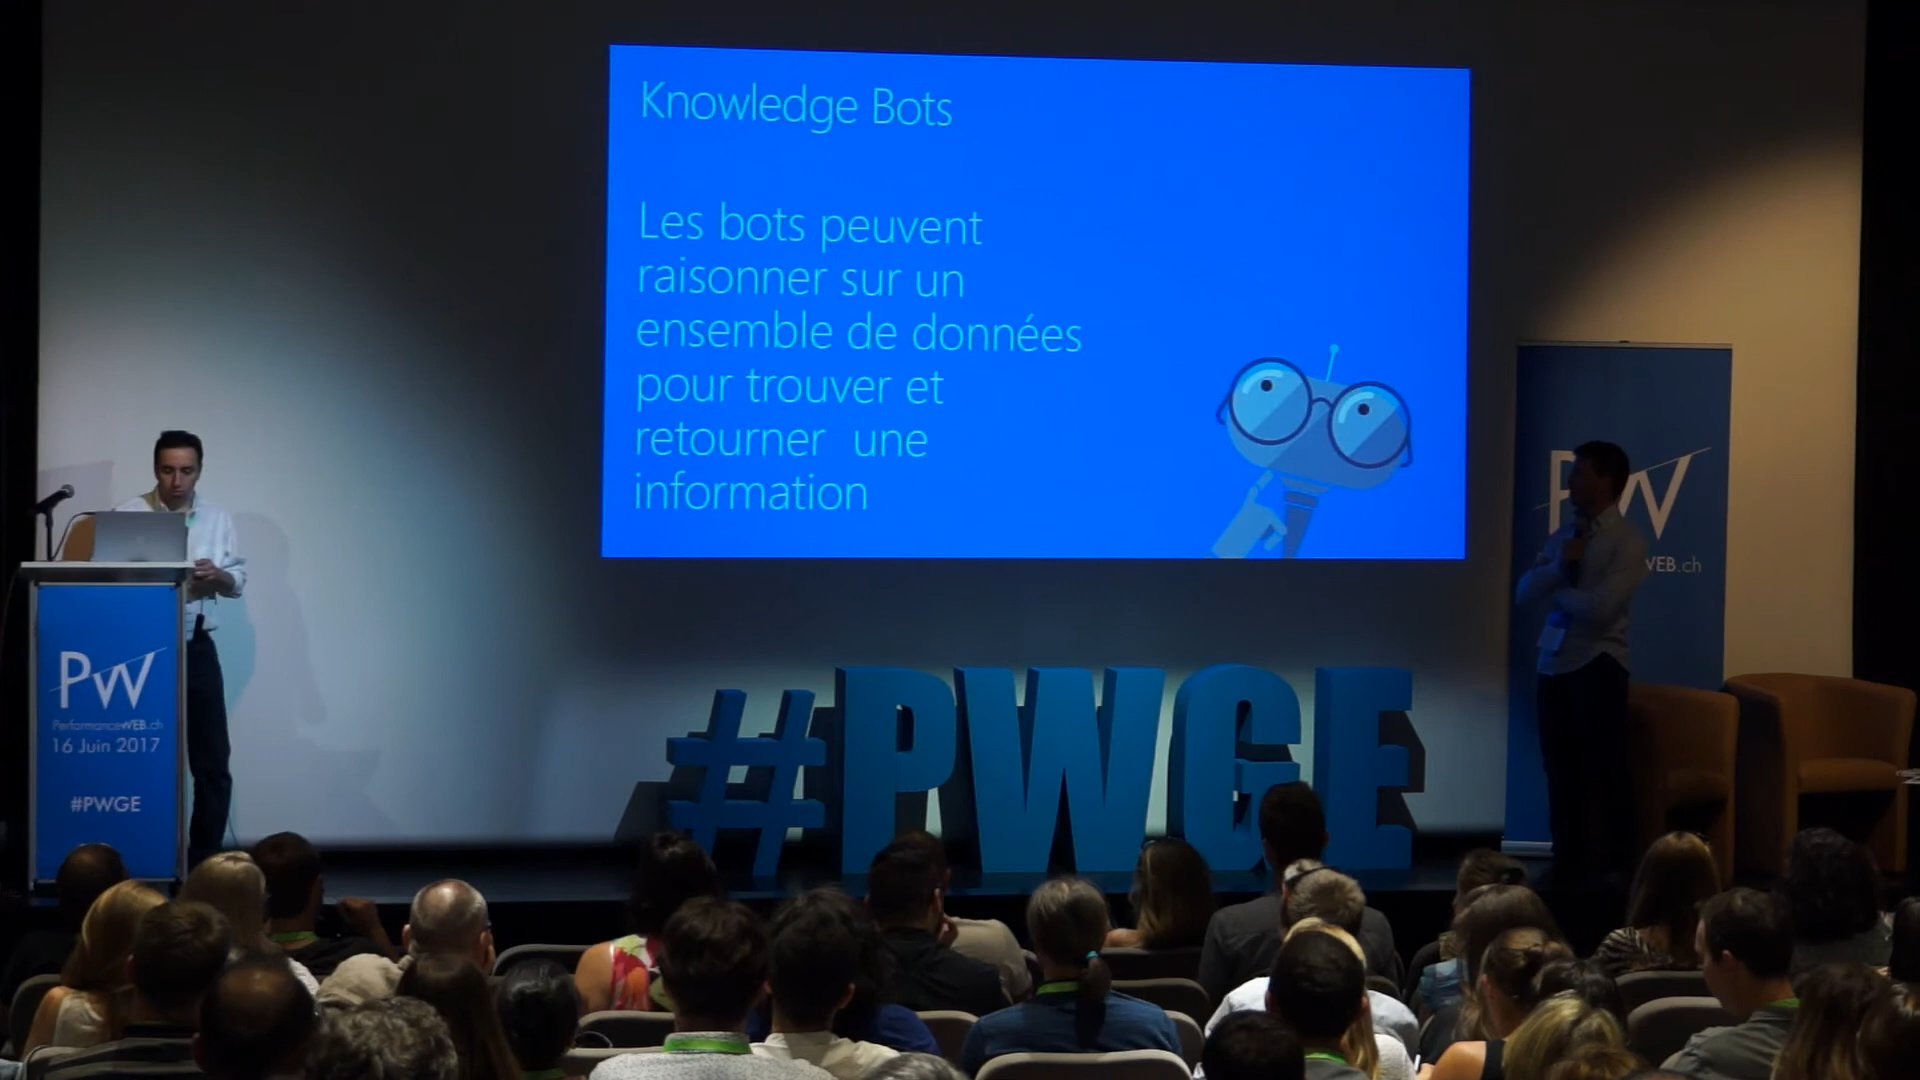 Knowledge Bots
Les bots peuvent
raisonner sur un
ensemble de données
pour trouver et
retourner une
information
PW
WEB.ch
PW
PerformanceWEB.ch
16 Juin 2017
#PWGE
#PWGE